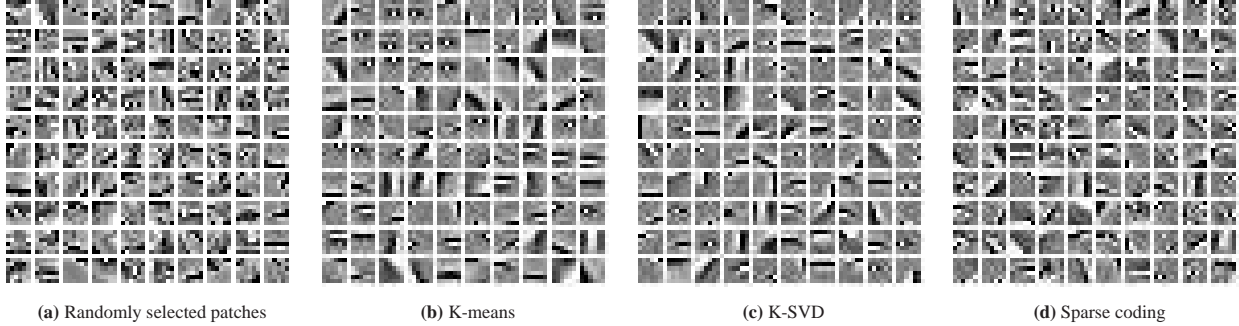 (a) Randomly selected patches
(b) K-means
(c) K-SVD
(d) Sparse coding